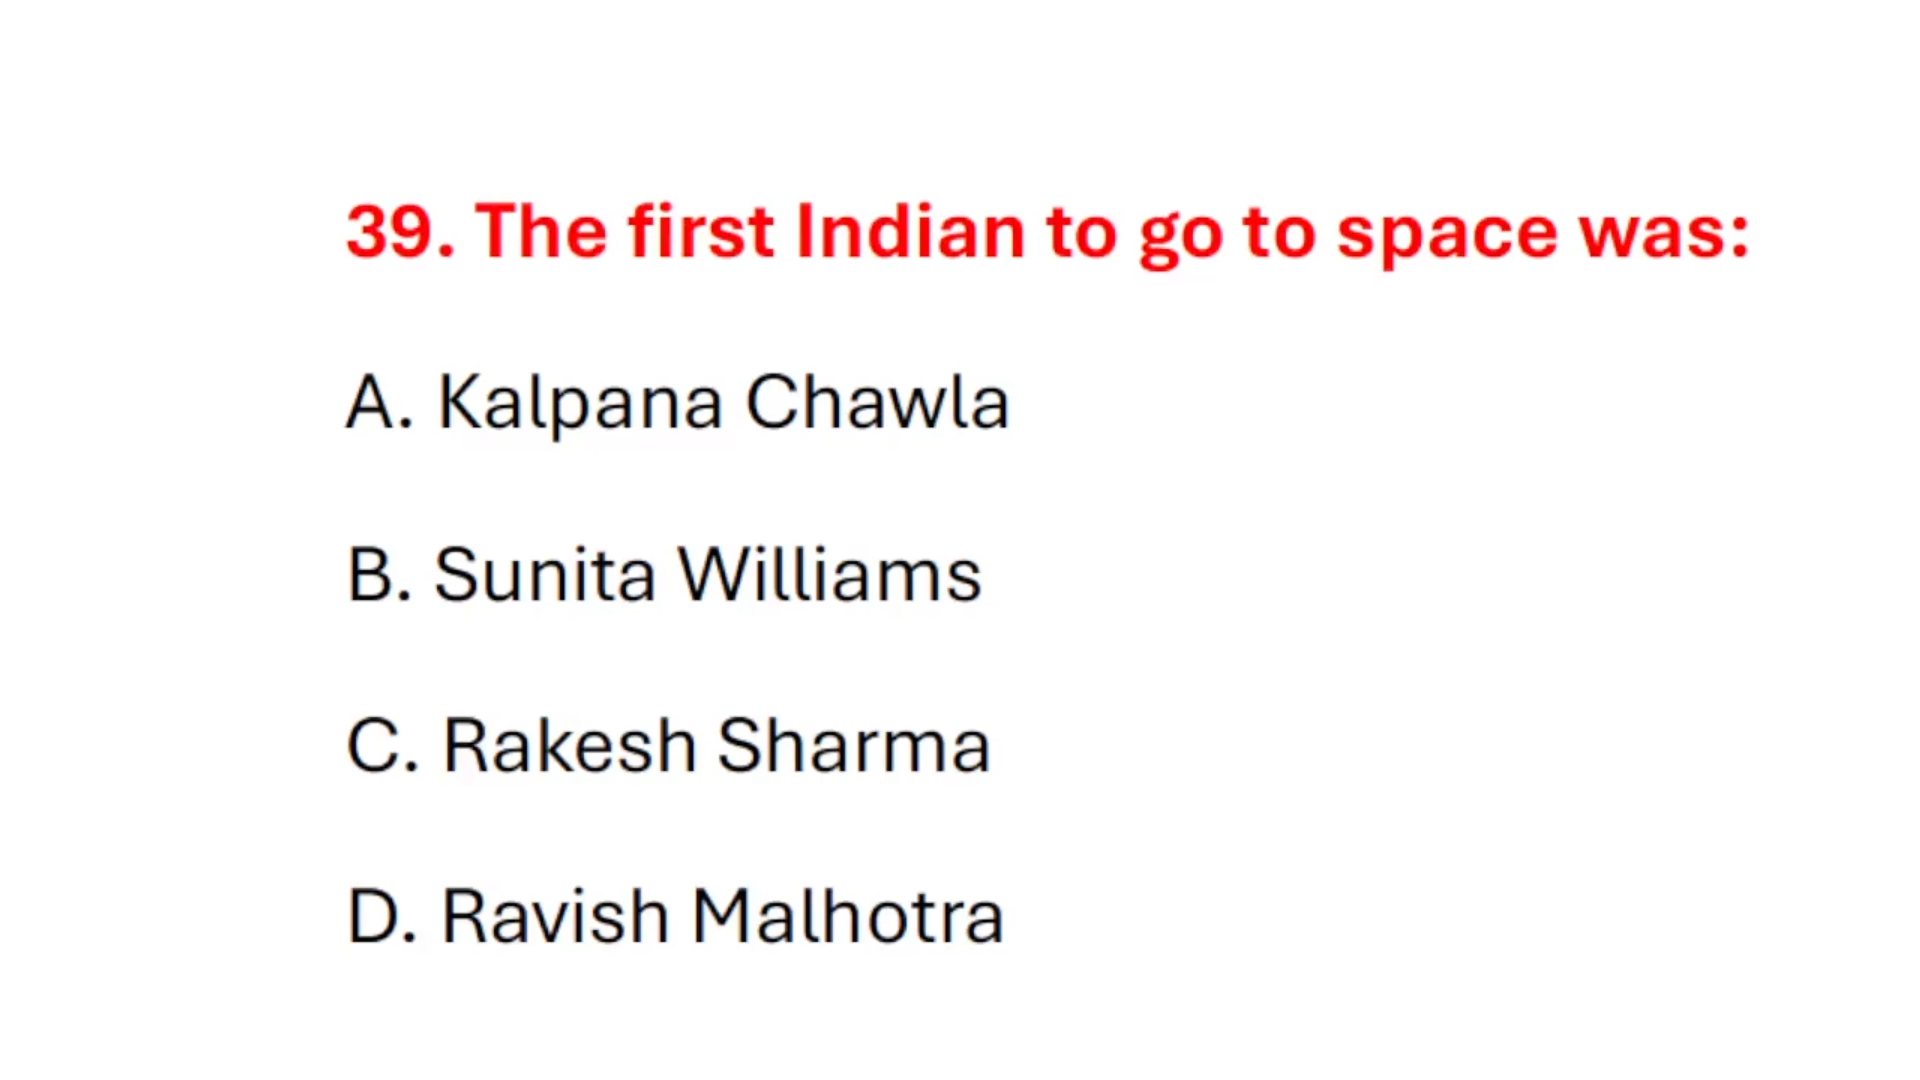 39. The first Indian to go to space was:
A. Kalpana Chawla
B. Sunita Williams
C. Rakesh Sharma
D. Ravish Malhotra